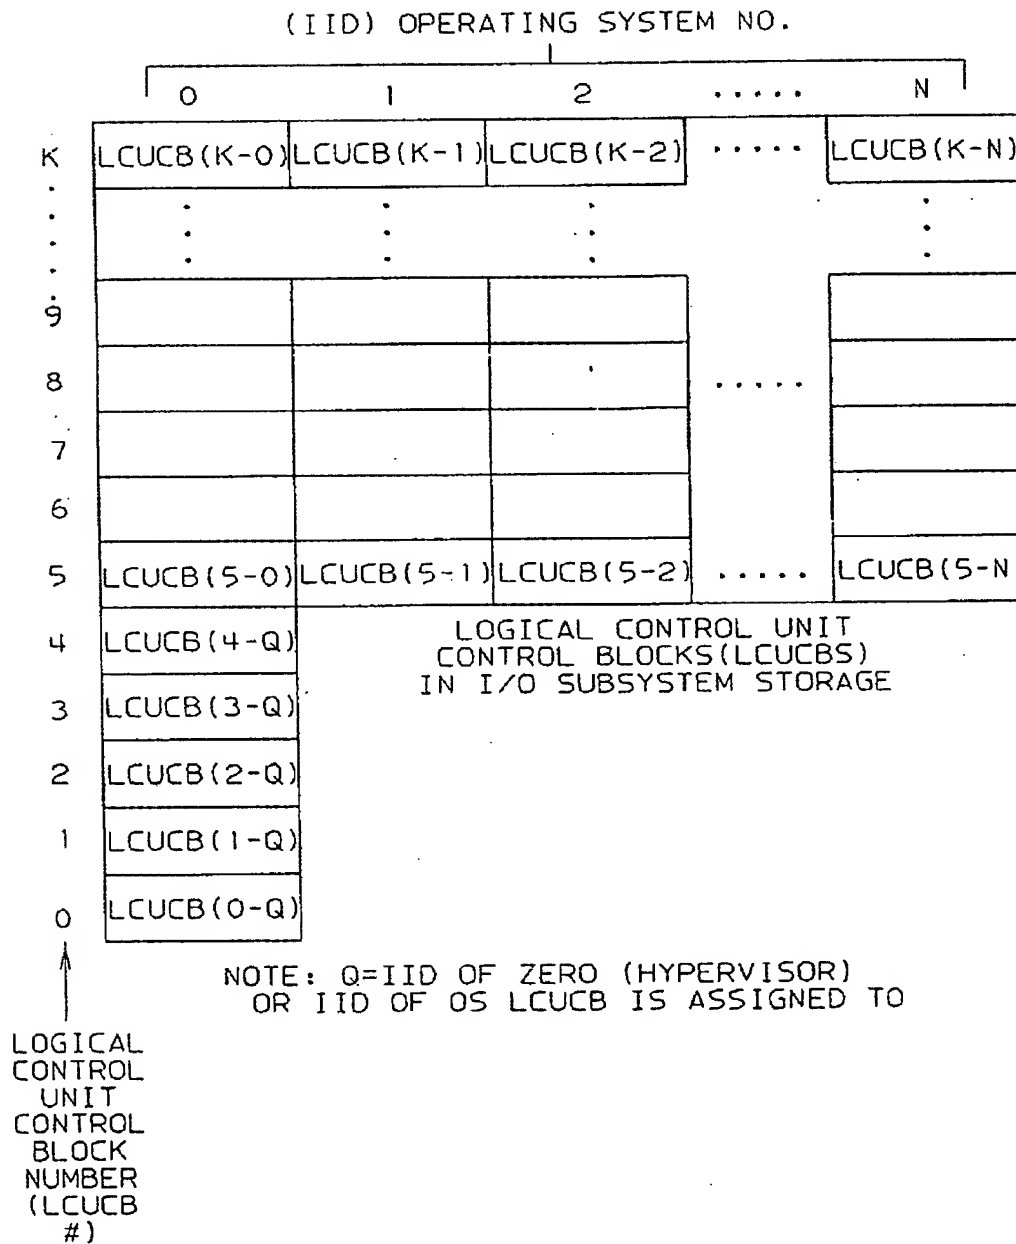 (IID) OPERATING SYSTEM NO.
0 1 2 ..... N
K LCUCB(K-0) LCUCB(K-1) LCUCB(K-2) ..... LCUCB(K-N)
9
8 .....
7
6
5 LCUCB(5-0) LCUCB(5-1) LCUCB(5-2) ..... LCUCB(5-N
4 LCUCB(4-Q)
LOGICAL CONTROL UNIT
CONTROL BLOCKS(LCUCBS)
IN I/O SUBSYSTEM STORAGE
3 LCUCB(3-Q)
2 LCUCB(2-Q)
1 LCUCB(1-Q)
0 LCUCB(0-Q)
NOTE: Q=IID OF ZERO (HYPERVISOR)
OR IID OF OS LCUCB IS ASSIGNED TO
LOGICAL
CONTROL
UNIT
CONTROL
BLOCK
NUMBER
(LCUCB
#)